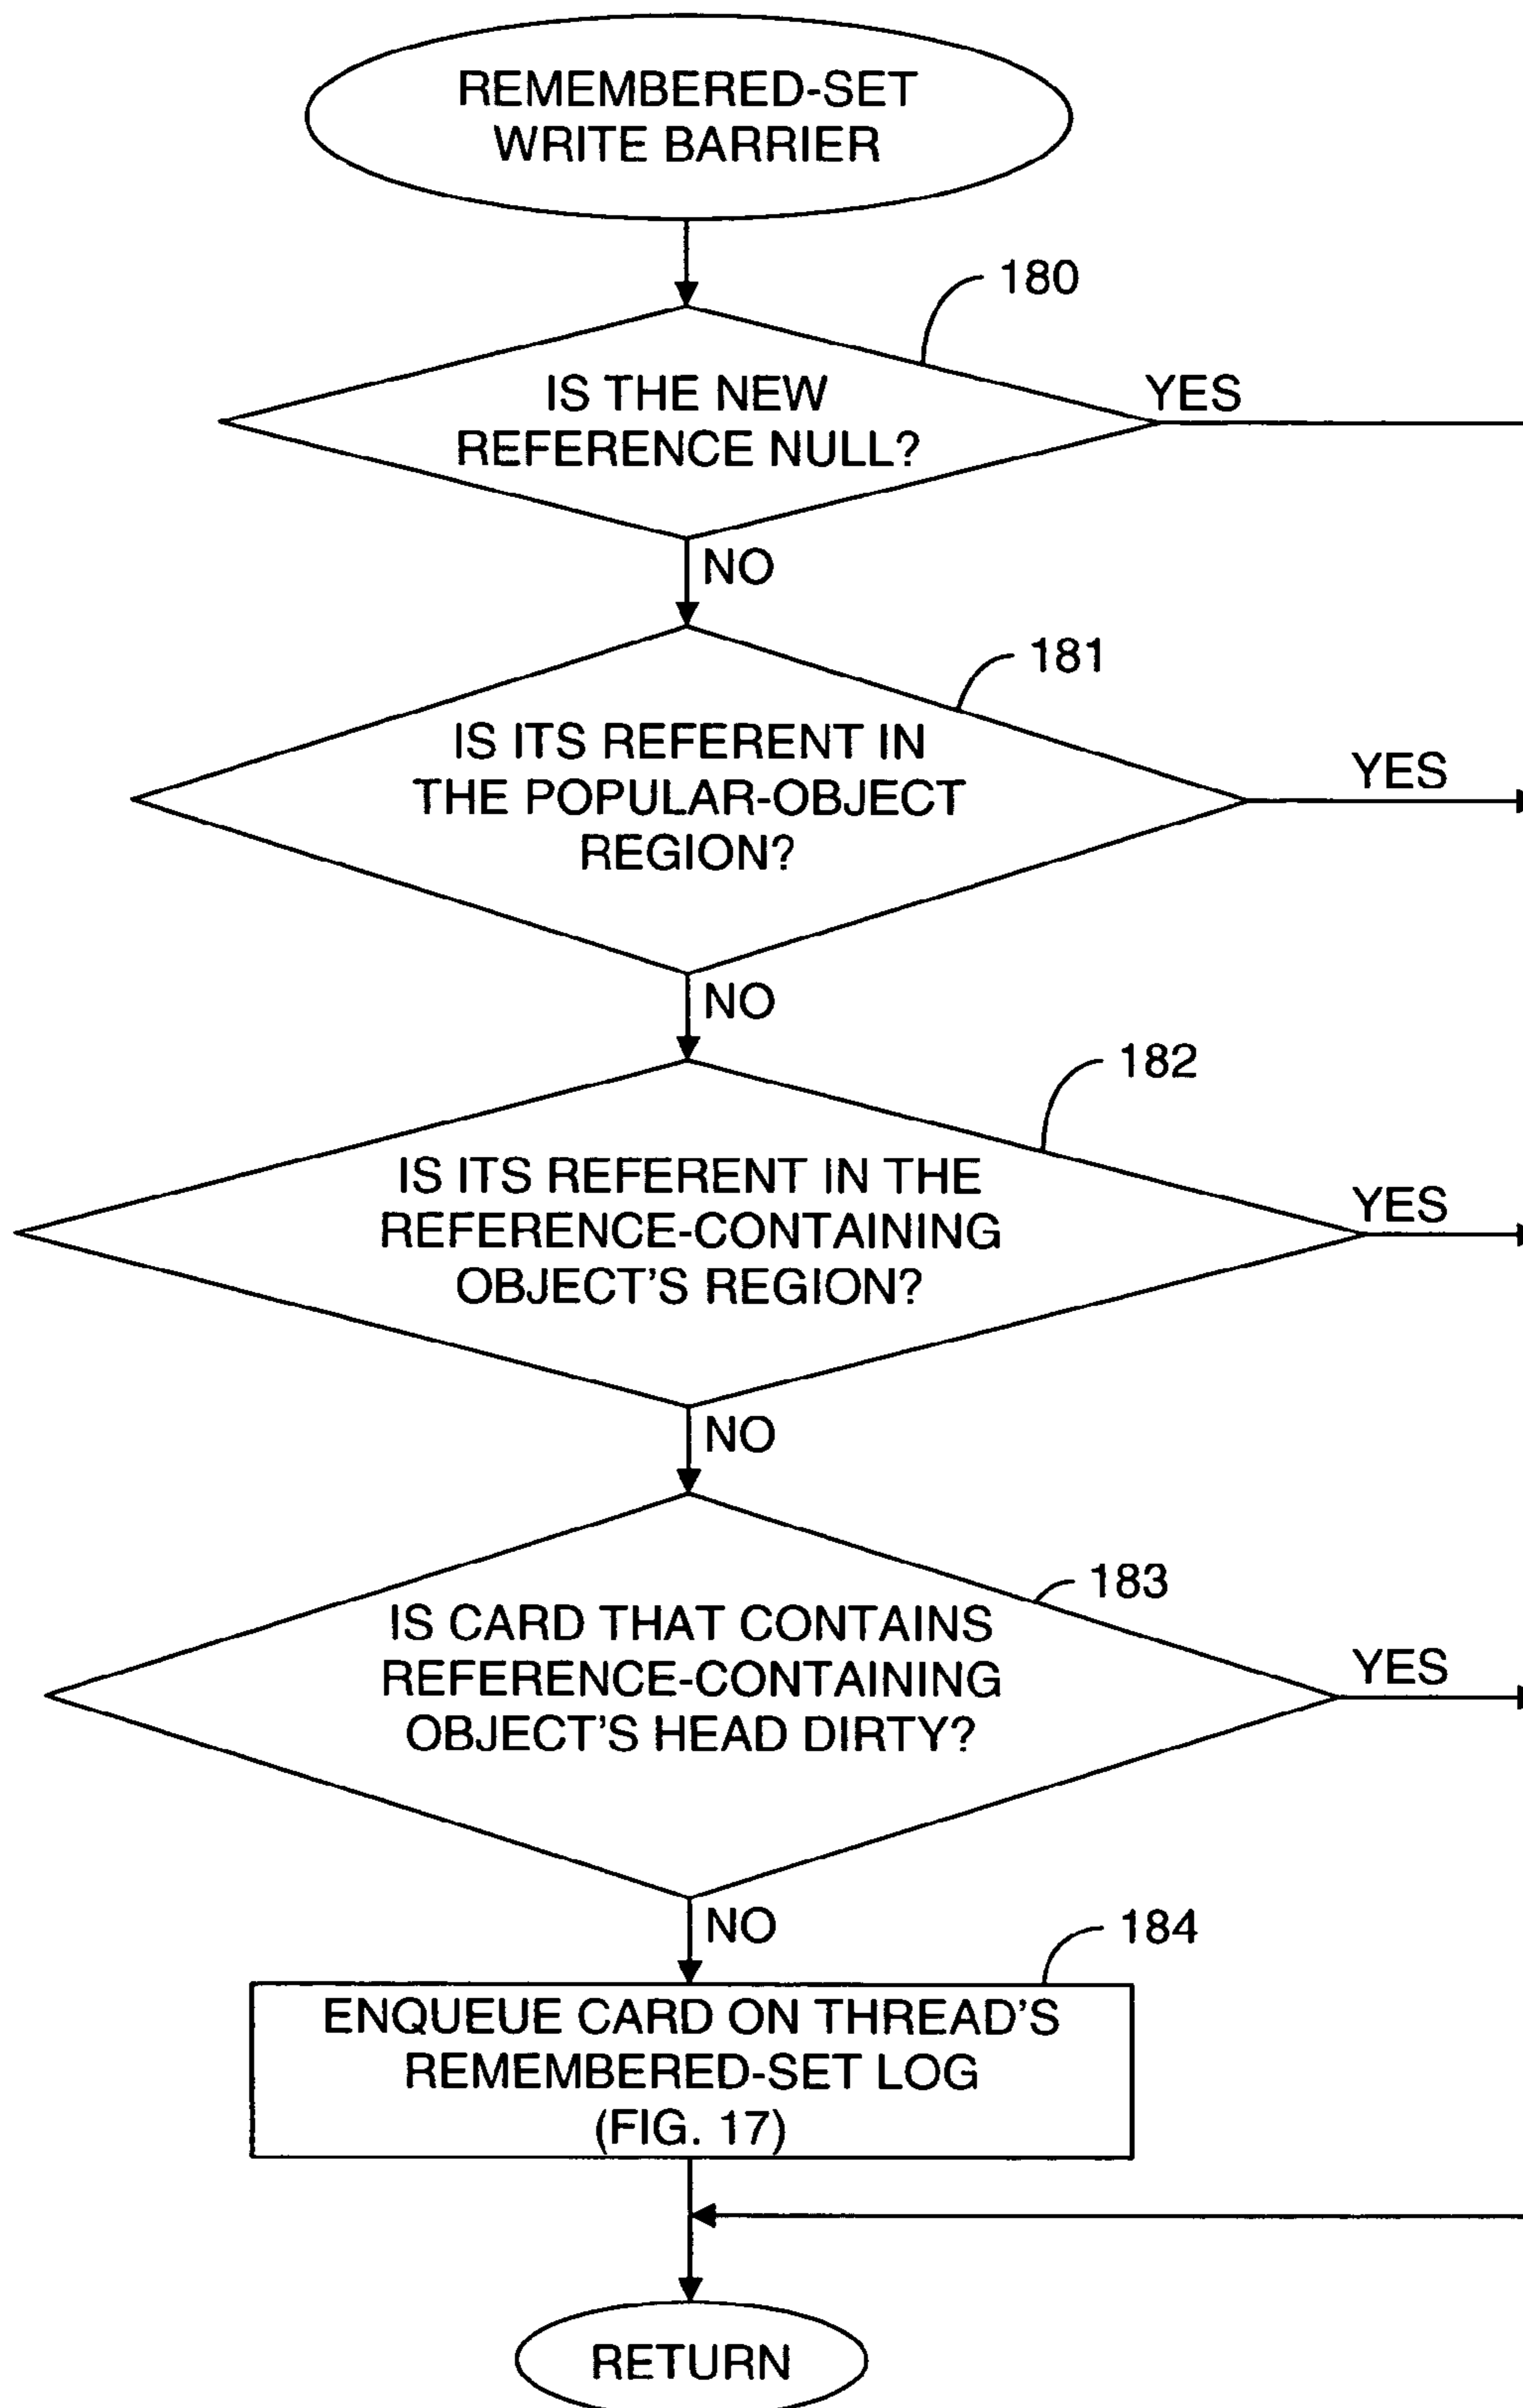 REMEMBERED-SET
WRITE BARRIER
180
IS THE NEW
REFERENCE NULL?
YES
NO
181
IS ITS REFERENT IN
THE POPULAR-OBJECT
REGION?
YES
NO
182
IS ITS REFERENT IN THE
REFERENCE-CONTAINING
OBJECT'S REGION?
YES
NO
183
IS CARD THAT CONTAINS
REFERENCE-CONTAINING
OBJECT'S HEAD DIRTY?
YES
NO
184
ENQUEUE CARD ON THREAD'S
REMEMBERED-SET LOG
(FIG. 17)
RETURN